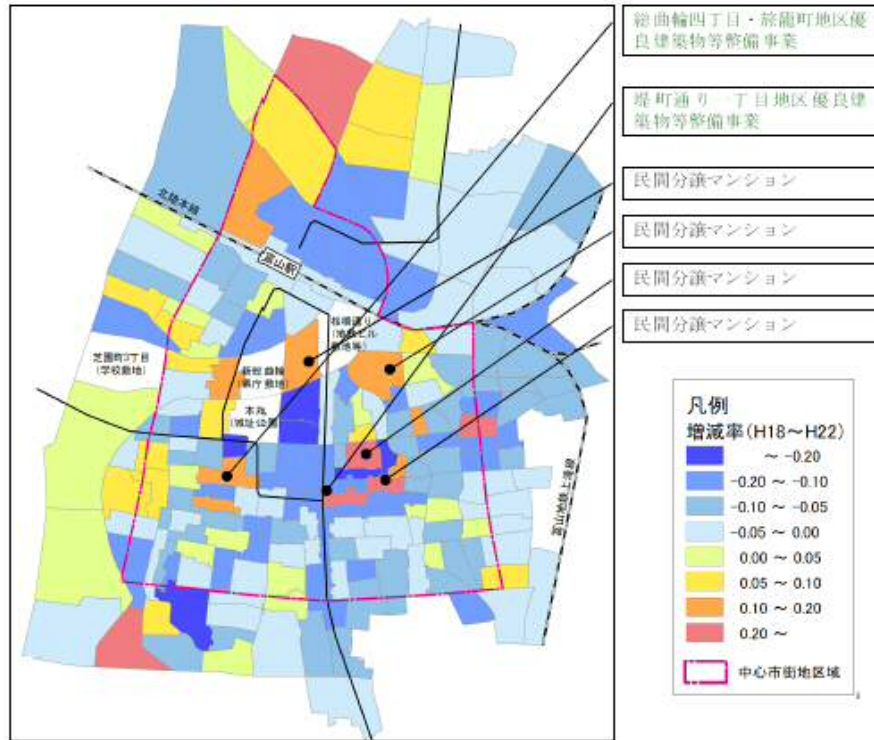 総曲輪四丁目・旅籠町地区優
良建築物等整備事業
堤町通り一丁目地区優良建
築物等整備事業
民間分譲マンション
民間分譲マンション
民間分譲マンション
民間分譲マンション
北陸本線
富山駅
桜橋通り
(地鉄ビル
敷地等)
芝園町3丁目
(学校敷地)
新総曲輪
(県庁敷地)
本丸
(城址公園)
富山地鉄上滝線
凡例
増減率(H18~H22)
~ -0.20
-0.20 ~ -0.10
-0.10 ~ -0.05
-0.05 ~ 0.00
0.00 ~ 0.05
0.05 ~ 0.10
0.10 ~ 0.20
0.20 ~
中心市街地区域